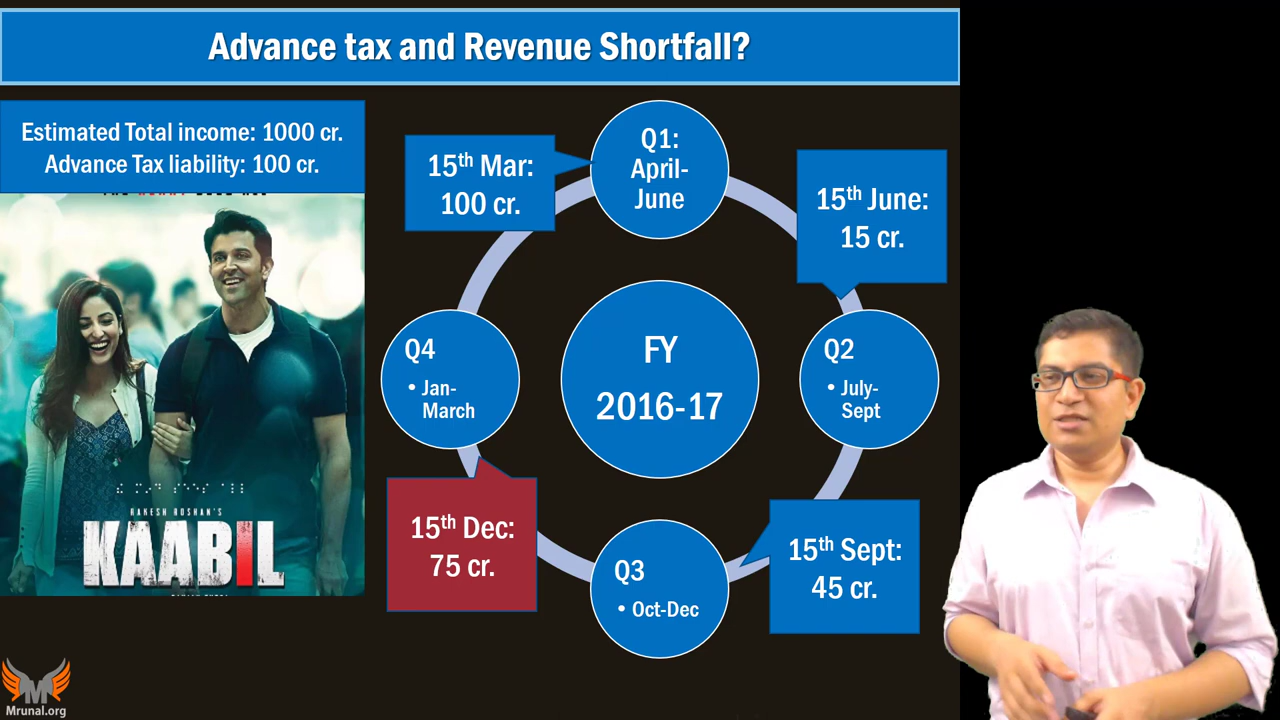 Advance tax and Revenue Shortfall?
Estimated Total income: 1000 cr.
Advance Tax liability: 100 cr.
RAKESH ROSHAN'S
KAABIL
Q1:
April-
June
15th Mar:
100 cr.
15th June:
15 cr.
Q4
• Jan-
March
FY
2016-17
Q2
• July-
Sept
15th Dec:
75 cr.
Q3
• Oct-Dec
15th Sept:
45 cr.
M
Mrunal.org